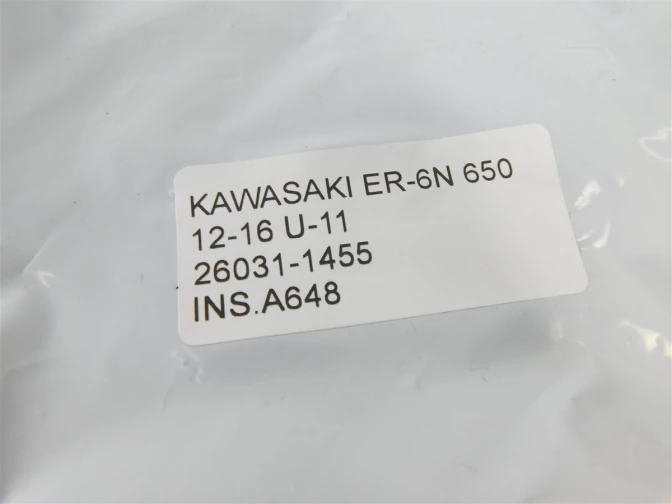 KAWASAKI ER-6N 650
12-16 U-11
26031-1455
INS.A648